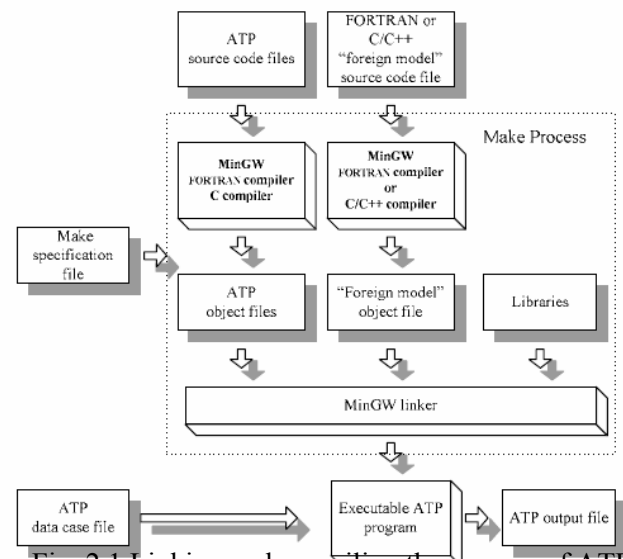 ATP
source code files
FORTRAN or
C/C++
“foreign model”
source code file
Make Process
MinGW
FORTRAN compiler
C compiler
MinGW
FORTRAN compiler
or
C/C++ compiler
Make
specification
file
ATP
object files
“Foreign model”
object file
Libraries
MinGW linker
ATP
data case file
Executable ATP
program
ATP output file